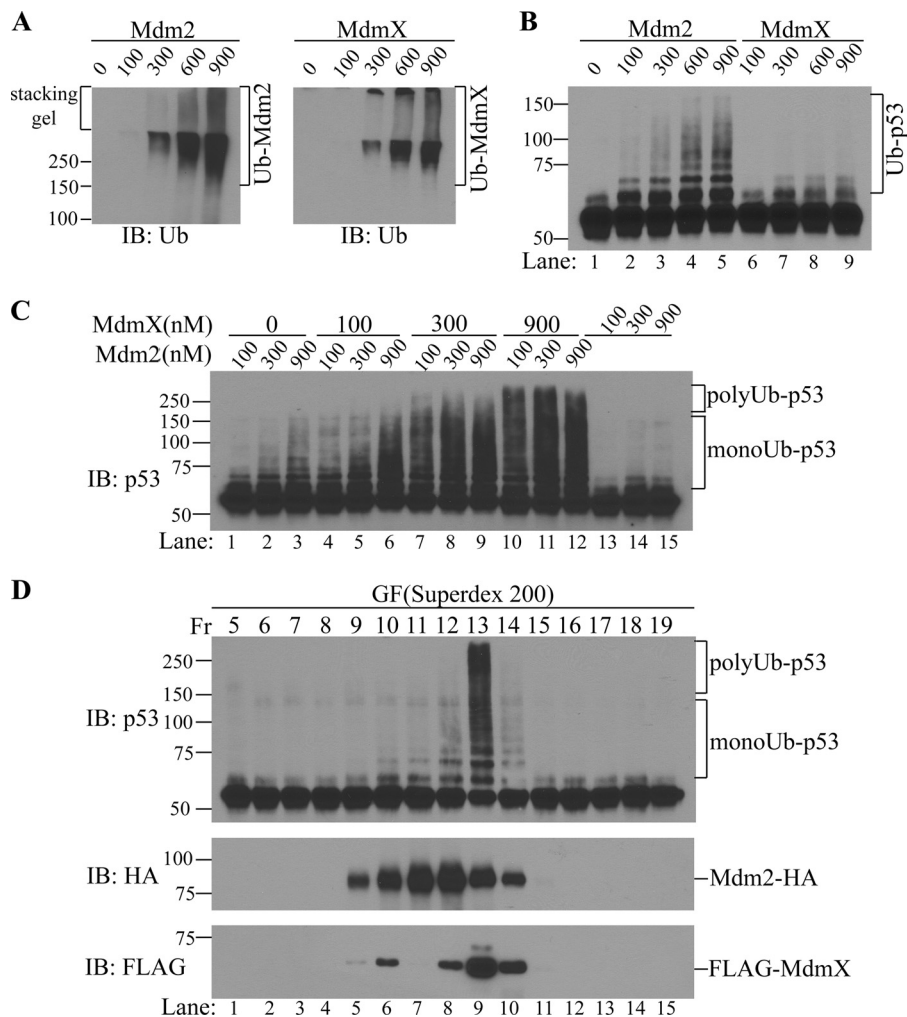 A
Mdm2 MdmX
0 100 300 600 900 0 100 300 600 900
stacking
gel
250
150
100
Ub-Mdm2 Ub-MdmX
IB: Ub IB: Ub
B
Mdm2 MdmX
0 100 300 600 900 100 300 600 900
150
100
75
50
Ub-p53
Lane: 1 2 3 4 5 6 7 8 9
C
MdmX(nM) 0 100 300 900 100 300 900
Mdm2(nM) 100 300 900 100 300 900 100 300 900 100 300 900
250
150
100
75
50
IB: p53
polyUb-p53
monoUb-p53
Lane: 1 2 3 4 5 6 7 8 9 10 11 12 13 14 15
D
GF(Superdex 200)
Fr 5 6 7 8 9 10 11 12 13 14 15 16 17 18 19
250
150
100
75
50
IB: p53
polyUb-p53
monoUb-p53
100
IB: HA Mdm2-HA
75
75
IB: FLAG FLAG-MdmX
Lane: 1 2 3 4 5 6 7 8 9 10 11 12 13 14 15